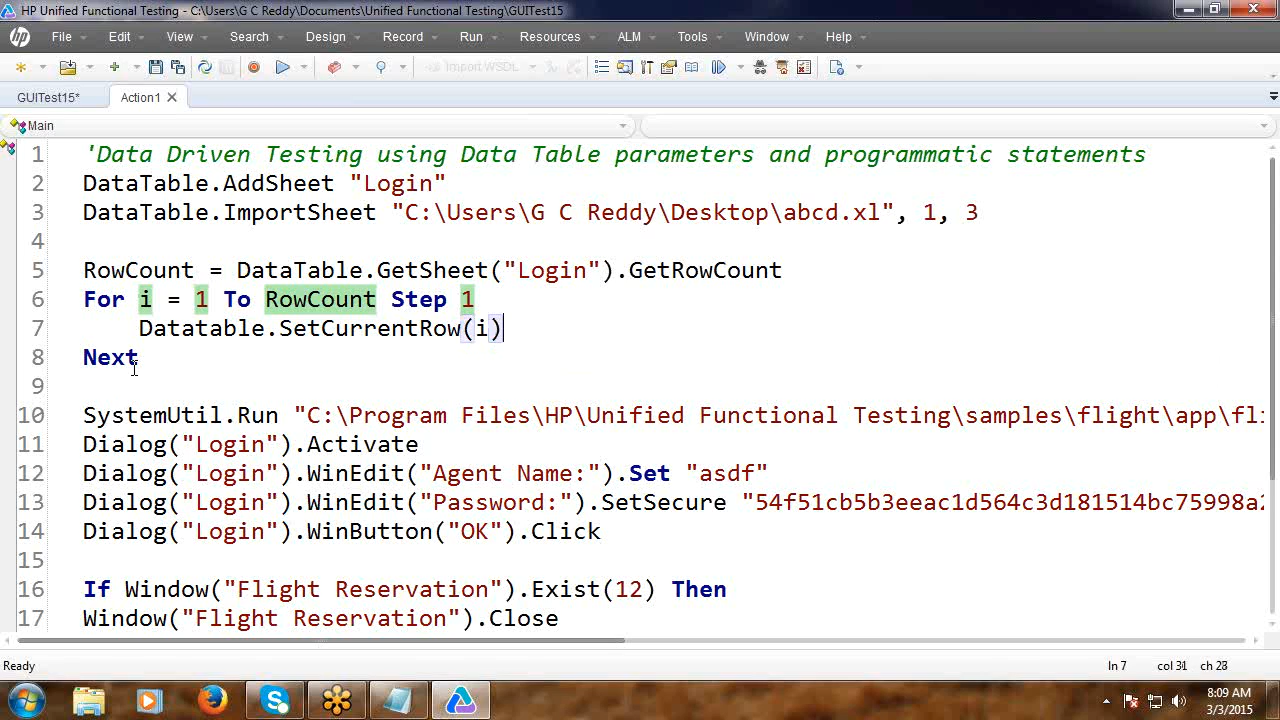 HP Unified Functional Testing - C:\Users\G C Reddy\Documents\Unified Functional Testing\GUITest15
hp File Edit View Search Design Record Run Resources ALM Tools Window Help
Import WSDL
GUITest15* Action1
Main
1 'Data Driven Testing using Data Table parameters and programmatic statements
2 DataTable.AddSheet "Login"
3 DataTable.ImportSheet "C:\Users\G C Reddy\Desktop\abcd.xl", 1, 3
4
5 RowCount = DataTable.GetSheet("Login").GetRowCount
6 For i = 1 To RowCount Step 1
7 Datatable.SetCurrentRow(i)
8 Next
9
10 SystemUtil.Run "C:\Program Files\HP\Unified Functional Testing\samples\flight\app\fli
11 Dialog("Login").Activate
12 Dialog("Login").WinEdit("Agent Name:").Set "asdf"
13 Dialog("Login").WinEdit("Password:").SetSecure "54f51cb5b3eeac1d564c3d181514bc75998a2
14 Dialog("Login").WinButton("OK").Click
15
16 If Window("Flight Reservation").Exist(12) Then
17 Window("Flight Reservation").Close
Ready ln 7 col 31 ch 28
8:09 AM
3/3/2015